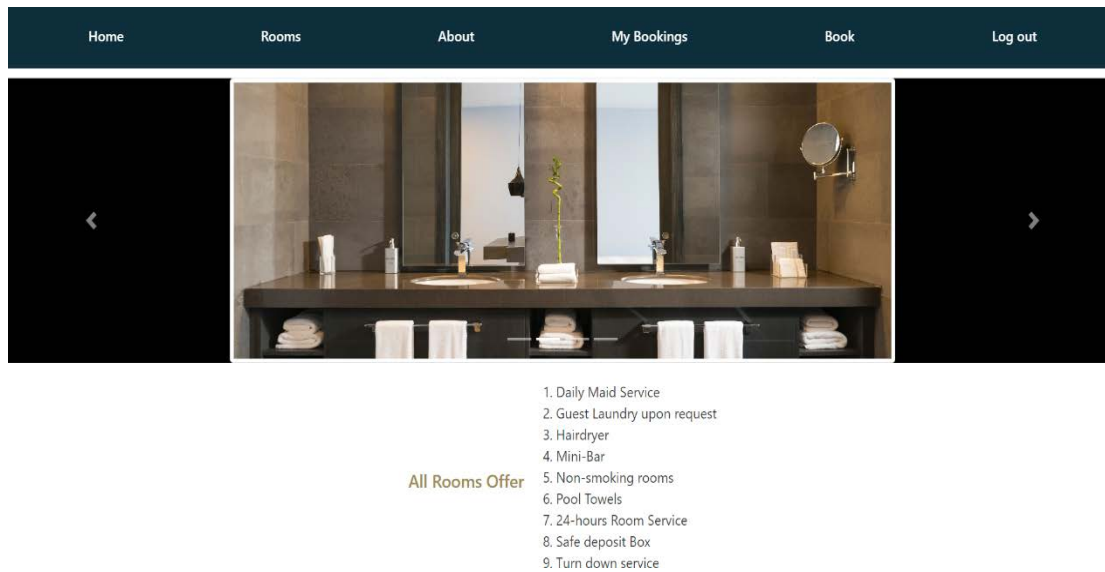 Home Rooms About My Bookings Book Log out
All Rooms Offer
1. Daily Maid Service
2. Guest Laundry upon request
3. Hairdryer
4. Mini-Bar
5. Non-smoking rooms
6. Pool Towels
7. 24-hours Room Service
8. Safe deposit Box
9. Turn down service